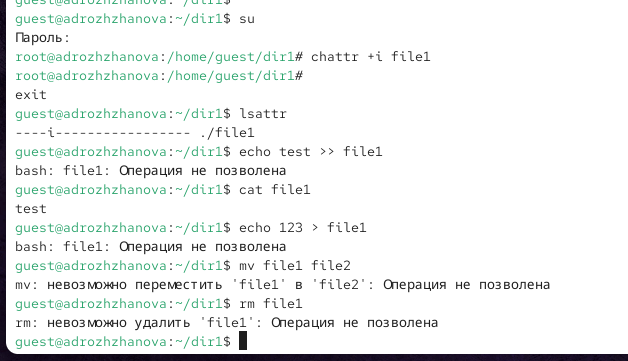 guest@adrozhzhanova:~/dir1$ su
Пароль:
root@adrozhzhanova:/home/guest/dir1# chattr +i file1
root@adrozhzhanova:/home/guest/dir1#
exit
guest@adrozhzhanova:~/dir1$ lsattr
----i----------------- ./file1
guest@adrozhzhanova:~/dir1$ echo test >> file1
bash: file1: Операция не позволена
guest@adrozhzhanova:~/dir1$ cat file1
test
guest@adrozhzhanova:~/dir1$ echo 123 > file1
bash: file1: Операция не позволена
guest@adrozhzhanova:~/dir1$ mv file1 file2
mv: невозможно переместить 'file1' в 'file2': Операция не позволена
guest@adrozhzhanova:~/dir1$ rm file1
rm: невозможно удалить 'file1': Операция не позволена
guest@adrozhzhanova:~/dir1$